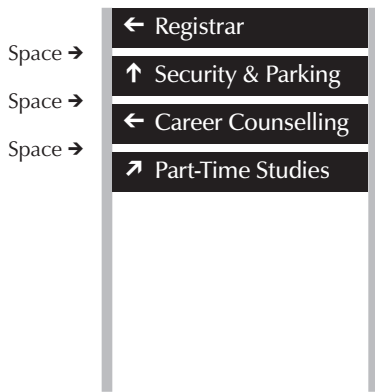 ← Registrar
Space →
↑ Security & Parking
Space →
← Career Counselling
Space →
↗ Part-Time Studies